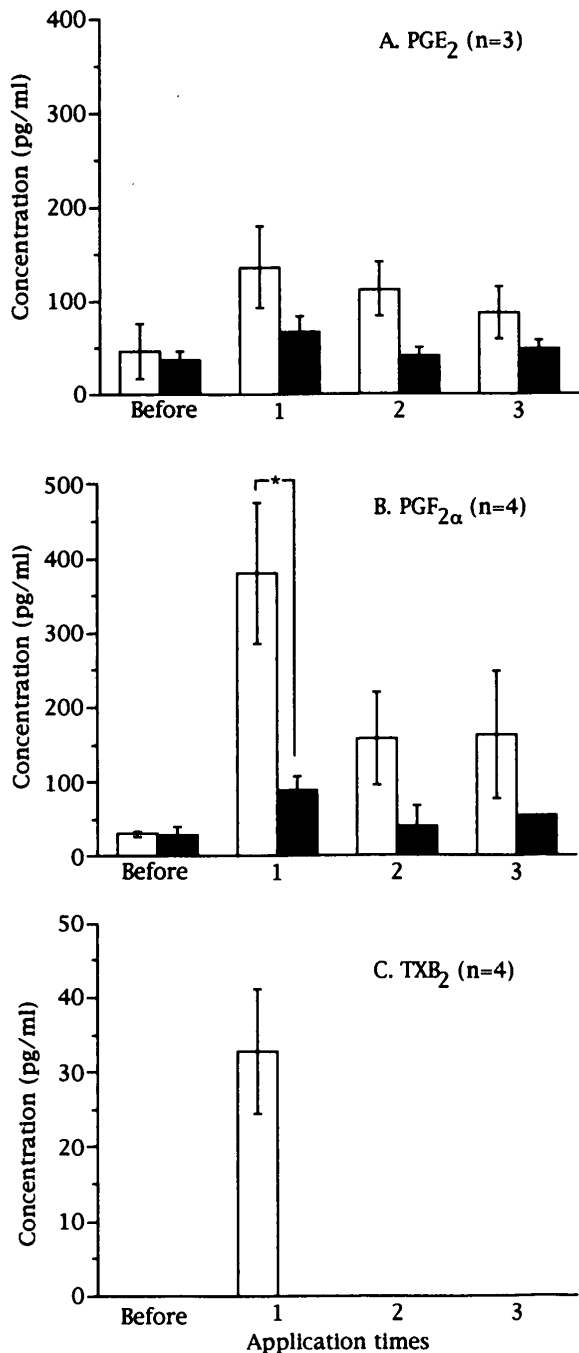 A. PGE2 (n=3)
Concentration (pg/ml)
400
300
200
100
0
Before 1 2 3
B. PGF2α (n=4)
Concentration (pg/ml)
500
400
300
200
100
0
*
Before 1 2 3
C. TXB2 (n=4)
Concentration (pg/ml)
50
40
30
20
10
0
Before 1 2 3
Application times